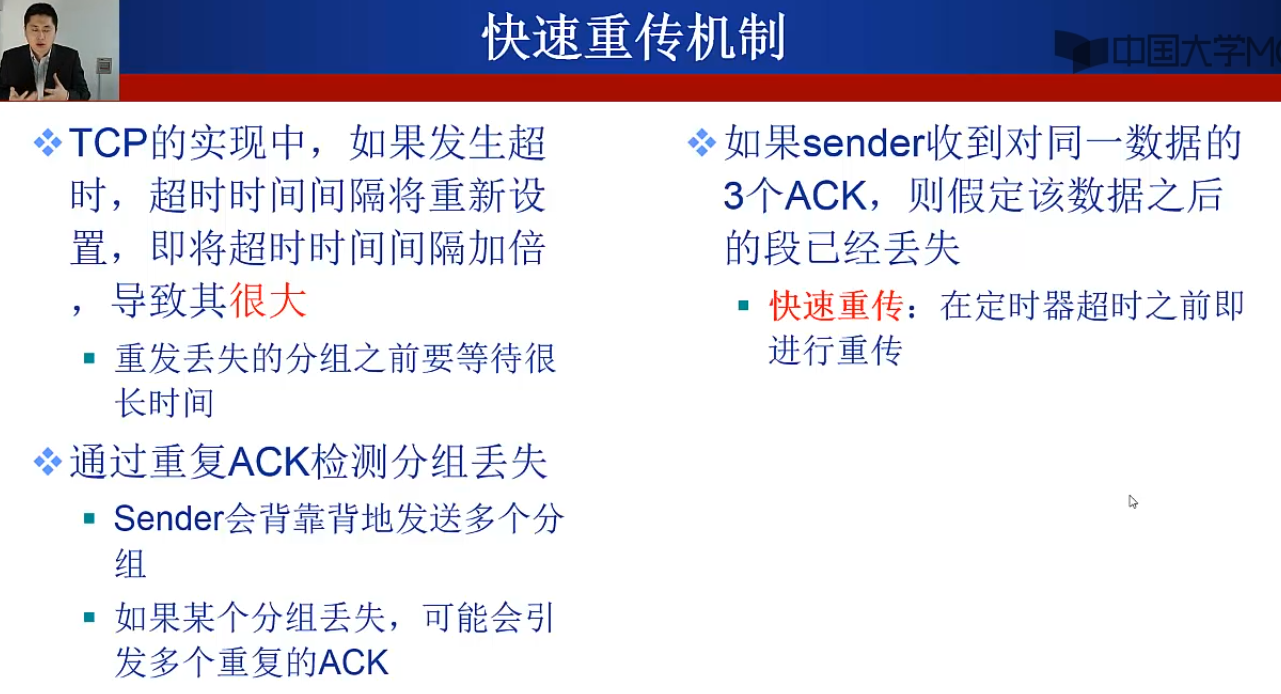 快速重传机制
中国大学M
TCP的实现中，如果发生超
时，超时时间间隔将重新设
置，即将超时时间间隔加倍
，导致其很大
重发丢失的分组之前要等待很
长时间
通过重复ACK检测分组丢失
Sender会背靠背地发送多个分
组
如果某个分组丢失，可能会引
发多个重复的ACK
如果sender收到对同一数据的
3个ACK，则假定该数据之后
的段已经丢失
快速重传：在定时器超时之前即
进行重传